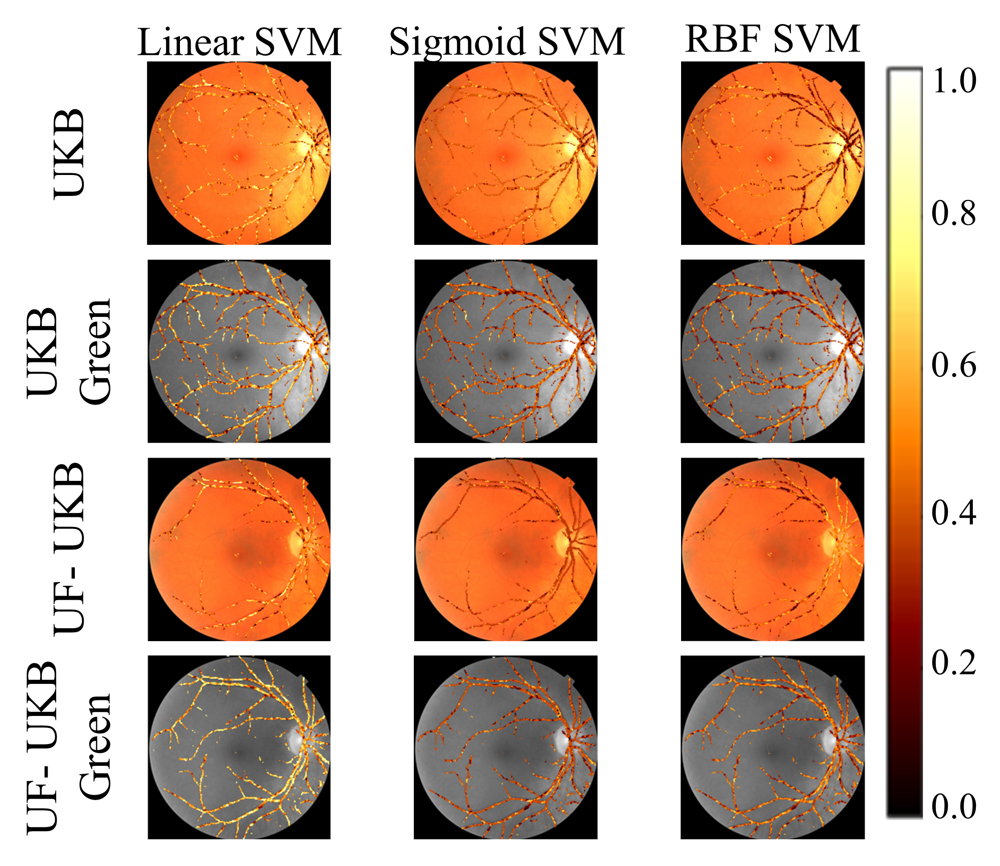 Linear SVM
Sigmoid SVM
RBF SVM
UKB
UKB
Green
UF- UKB
UF- UKB
Green
1.0
0.8
0.6
0.4
0.2
0.0